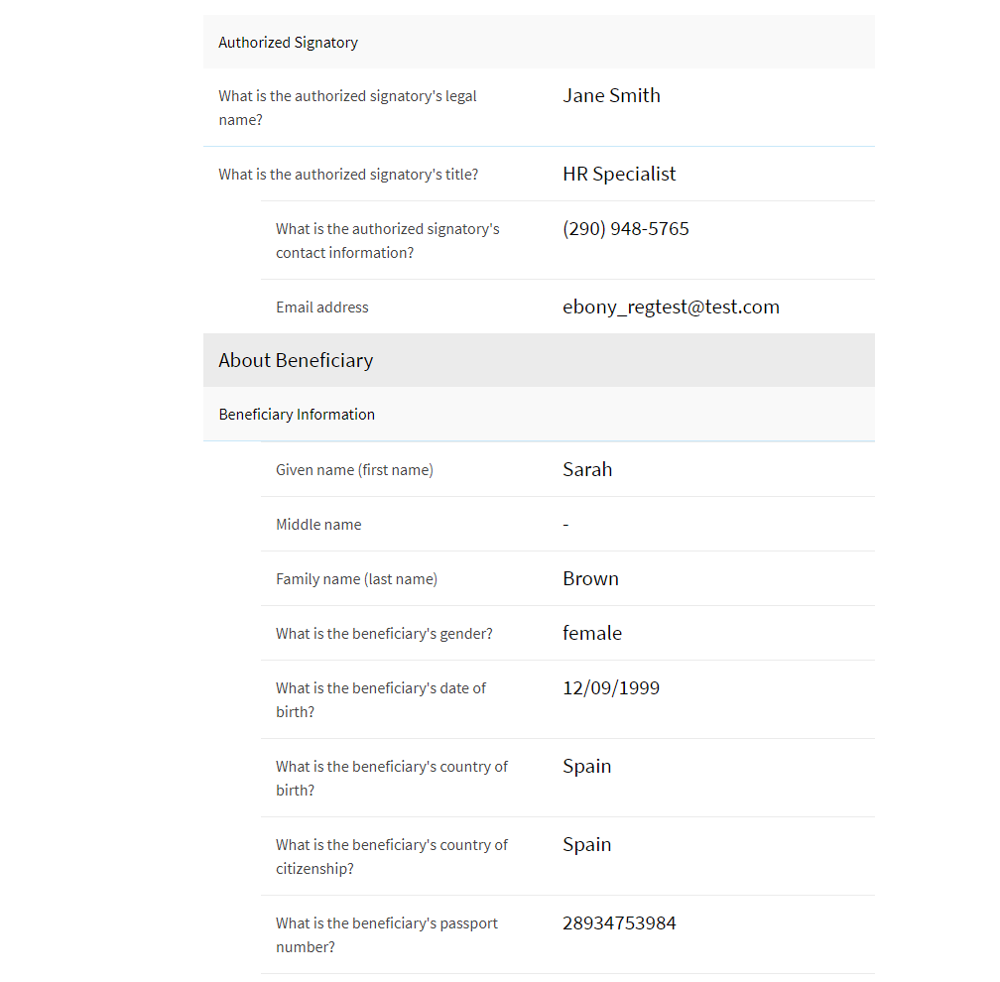 Authorized Signatory
What is the authorized signatory's legal name? Jane Smith
What is the authorized signatory's title? HR Specialist
What is the authorized signatory's contact information? (290) 948-5765
Email address ebony_regtest@test.com
About Beneficiary
Beneficiary Information
Given name (first name) Sarah
Middle name -
Family name (last name) Brown
What is the beneficiary's gender? female
What is the beneficiary's date of birth? 12/09/1999
What is the beneficiary's country of birth? Spain
What is the beneficiary's country of citizenship? Spain
What is the beneficiary's passport number? 28934753984